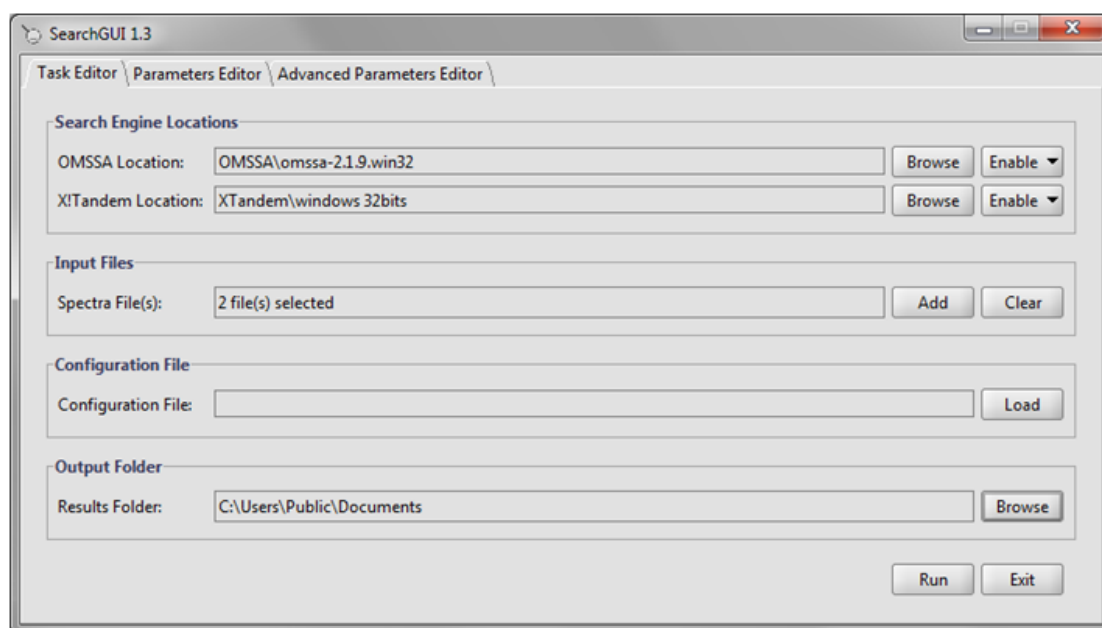 SearchGUI 1.3
Task Editor Parameters Editor Advanced Parameters Editor
Search Engine Locations
OMSSA Location: OMSSA\omssa-2.1.9.win32 Browse Enable
X!Tandem Location: XTandem\windows 32bits Browse Enable
Input Files
Spectra File(s): 2 file(s) selected Add Clear
Configuration File
Configuration File: Load
Output Folder
Results Folder: C:\Users\Public\Documents Browse
Run Exit